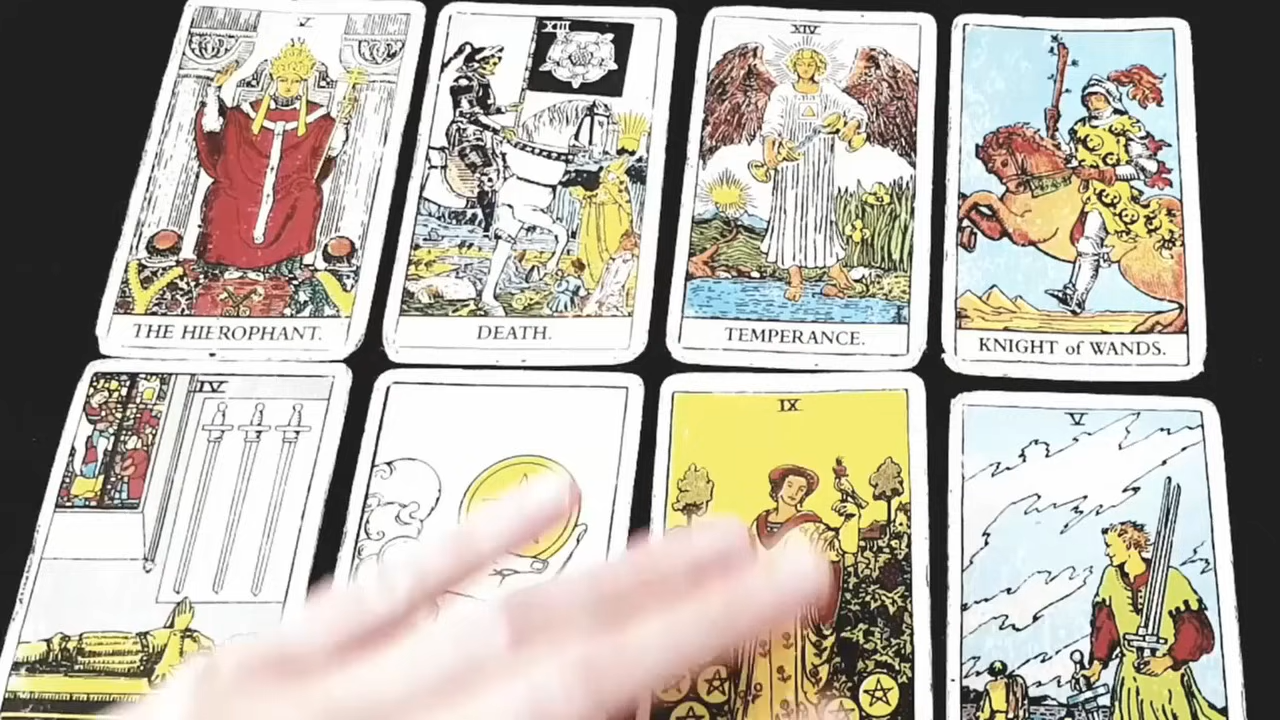 V
XIII
XIV
THE HIEROPHANT.
DEATH.
TEMPERANCE.
KNIGHT of WANDS.
IV
IX
V